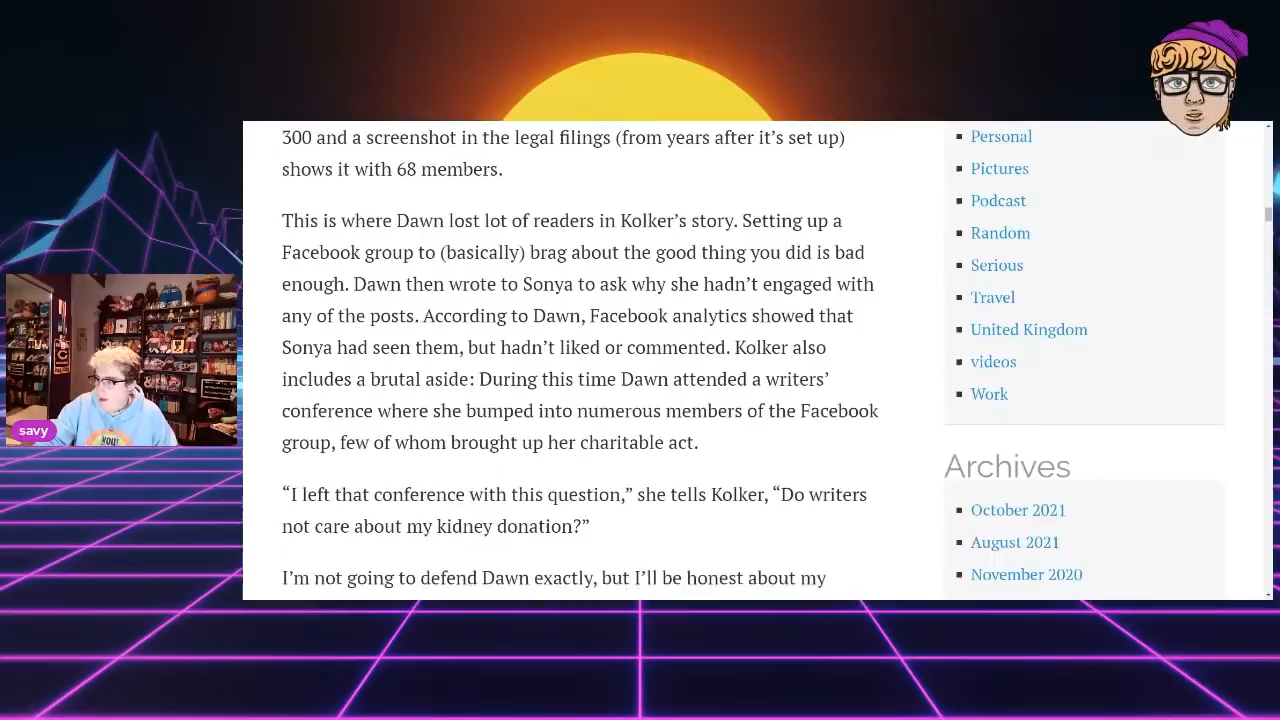 300 and a screenshot in the legal filings (from years after it’s set up)
shows it with 68 members.
This is where Dawn lost lot of readers in Kolker’s story. Setting up a
Facebook group to (basically) brag about the good thing you did is bad
enough. Dawn then wrote to Sonya to ask why she hadn’t engaged with
any of the posts. According to Dawn, Facebook analytics showed that
Sonya had seen them, but hadn’t liked or commented. Kolker also
includes a brutal aside: During this time Dawn attended a writers’
conference where she bumped into numerous members of the Facebook
group, few of whom brought up her charitable act.
“I left that conference with this question,” she tells Kolker, “Do writers
not care about my kidney donation?”
I’m not going to defend Dawn exactly, but I’ll be honest about my
Personal
Pictures
Podcast
Random
Serious
Travel
United Kingdom
videos
Work
Archives
October 2021
August 2021
November 2020
savy